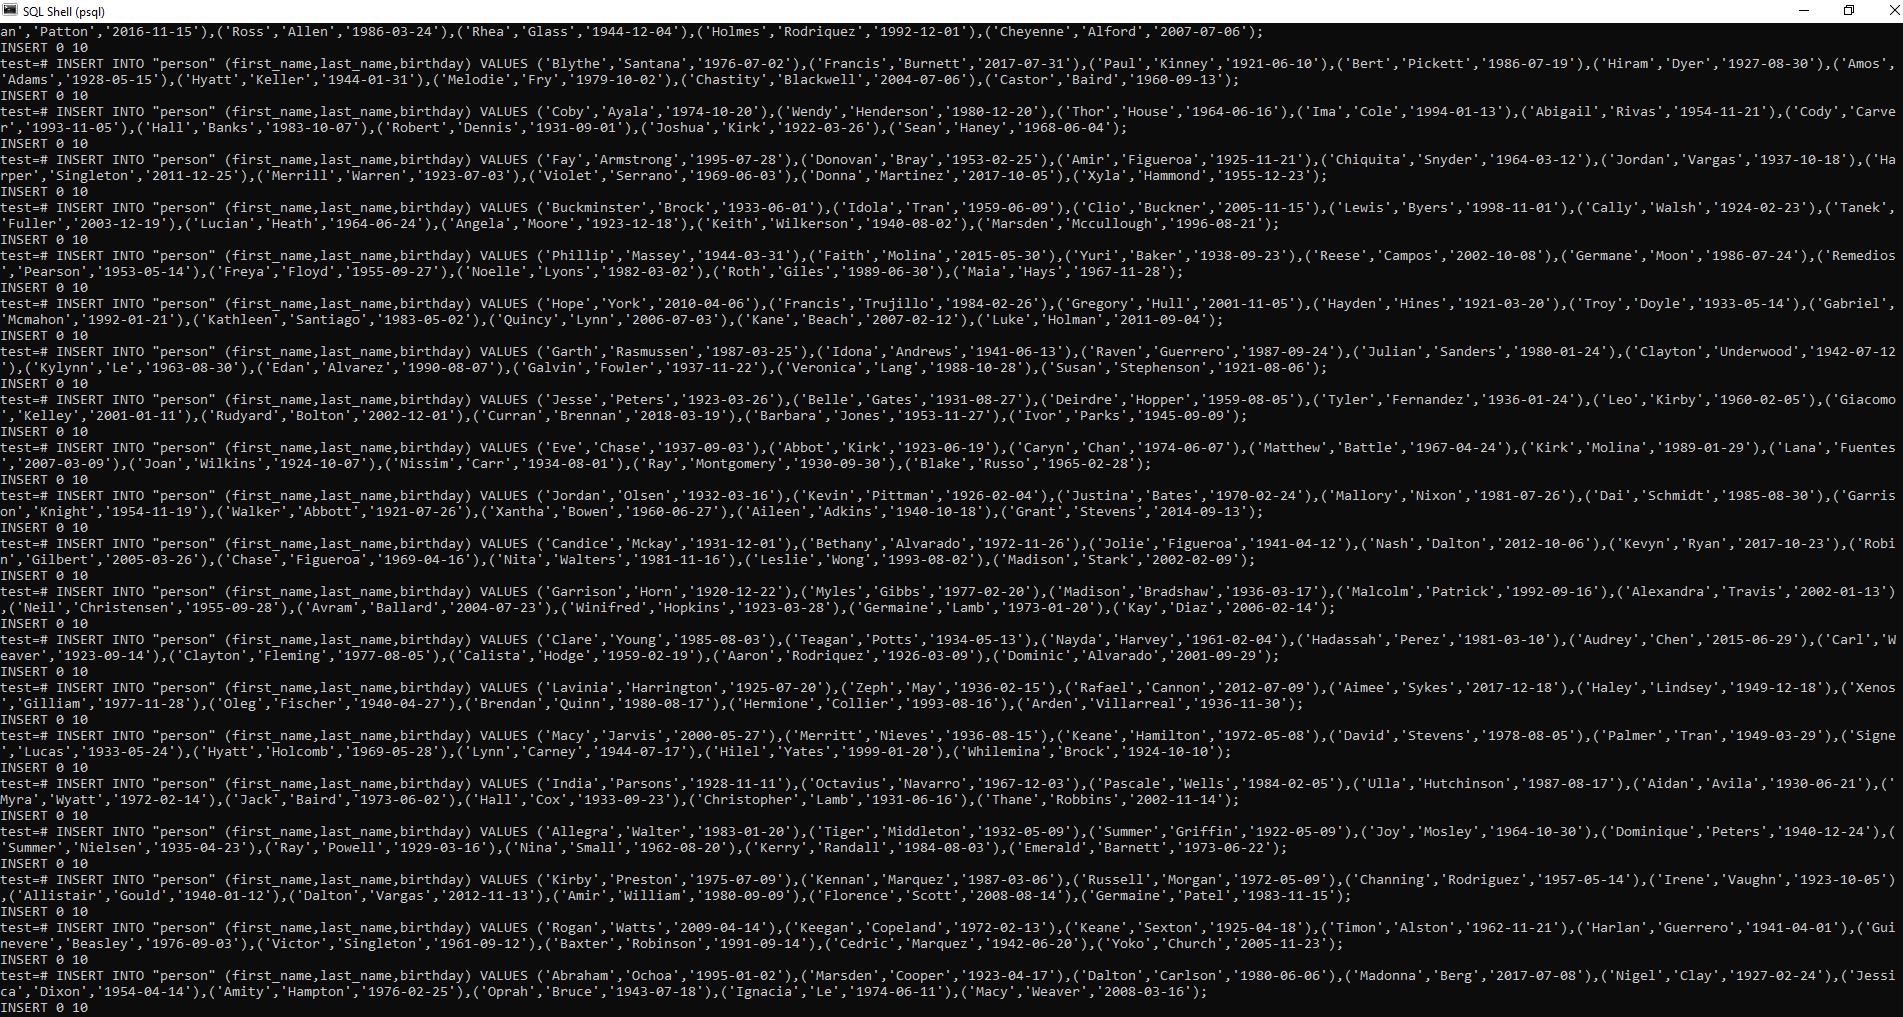 SQL Shell (psql)
an','Patton','2016-11-15'),('Ross','Allen','1986-03-24'),('Rhea','Glass','1944-12-04'),('Holmes','Rodriquez','1992-12-01'),('Cheyenne','Alford','2007-07-06');
INSERT 0 10
test=# INSERT INTO "person" (first_name,last_name,birthday) VALUES ('Blythe','Santana','1976-07-02'),('Francis','Burnett','2017-07-31'),('Paul','Kinney','1921-06-10'),('Bert','Pickett','1986-07-19'),('Hiram','Dyer','1927-08-30'),('Amos',
'Adams','1928-05-15'),('Hyatt','Keller','1944-01-31'),('Melodie','Fry','1979-10-02'),('Chastity','Blackwell','2004-07-06'),('Castor','Baird','1960-09-13');
INSERT 0 10
test=# INSERT INTO "person" (first_name,last_name,birthday) VALUES ('Coby','Ayala','1974-10-20'),('Wendy','Henderson','1980-12-20'),('Thor','House','1964-06-16'),('Ima','Cole','1994-01-13'),('Abigail','Rivas','1954-11-21'),('Cody','Carve
r','1993-11-05'),('Hall','Banks','1983-10-07'),('Robert','Dennis','1931-09-01'),('Joshua','Kirk','1922-03-26'),('Sean','Haney','1968-06-04');
INSERT 0 10
test=# INSERT INTO "person" (first_name,last_name,birthday) VALUES ('Fay','Armstrong','1995-07-28'),('Donovan','Bray','1953-02-25'),('Amir','Figueroa','1925-11-21'),('Chiquita','Snyder','1964-03-12'),('Jordan','Vargas','1937-10-18'),('Ha
rper','Singleton','2011-12-25'),('Merrill','Warren','1923-07-03'),('Violet','Serrano','1969-06-03'),('Donna','Martinez','2017-10-05'),('Xyla','Hammond','1955-12-23');
INSERT 0 10
test=# INSERT INTO "person" (first_name,last_name,birthday) VALUES ('Buckminster','Brock','1933-06-01'),('Idola','Tran','1959-06-09'),('Clio','Buckner','2005-11-15'),('Lewis','Byers','1998-11-01'),('Cally','Walsh','1924-02-23'),('Tanek',
'Fuller','2003-12-19'),('Lucian','Heath','1964-06-24'),('Angela','Moore','1923-12-18'),('Keith','Wilkerson','1940-08-02'),('Marsden','Mccullough','1996-08-21');
INSERT 0 10
test=# INSERT INTO "person" (first_name,last_name,birthday) VALUES ('Phillip','Massey','1944-03-31'),('Faith','Molina','2015-05-30'),('Yuri','Baker','1938-09-23'),('Reese','Campos','2002-10-08'),('Germane','Moon','1986-07-24'),('Remedios
','Pearson','1953-05-14'),('Freya','Floyd','1955-09-27'),('Noelle','Lyons','1982-03-02'),('Roth','Giles','1989-06-30'),('Maia','Hays','1967-11-28');
INSERT 0 10
test=# INSERT INTO "person" (first_name,last_name,birthday) VALUES ('Hope','York','2010-04-06'),('Francis','Trujillo','1984-02-26'),('Gregory','Hull','2001-11-05'),('Hayden','Hines','1921-03-20'),('Troy','Doyle','1933-05-14'),('Gabriel',
'Mcmahon','1992-01-21'),('Kathleen','Santiago','1983-05-02'),('Quincy','Lynn','2006-07-03'),('Kane','Beach','2007-02-12'),('Luke','Holman','2011-09-04');
INSERT 0 10
test=# INSERT INTO "person" (first_name,last_name,birthday) VALUES ('Garth','Rasmussen','1987-03-25'),('Idona','Andrews','1941-06-13'),('Raven','Guerrero','1987-09-24'),('Julian','Sanders','1980-01-24'),('Clayton','Underwood','1942-07-12
'),('Kylynn','Le','1963-08-30'),('Edan','Alvarez','1990-08-07'),('Galvin','Fowler','1937-11-22'),('Veronica','Lang','1988-10-28'),('Susan','Stephenson','1921-08-06');
INSERT 0 10
test=# INSERT INTO "person" (first_name,last_name,birthday) VALUES ('Jesse','Peters','1923-03-26'),('Belle','Gates','1931-08-27'),('Deirdre','Hopper','1959-08-05'),('Tyler','Fernandez','1936-01-24'),('Leo','Kirby','1960-02-05'),('Giacomo
','Kelley','2001-01-11'),('Rudyard','Bolton','2002-12-01'),('Curran','Brennan','2018-03-19'),('Barbara','Jones','1953-11-27'),('Ivor','Parks','1945-09-09');
INSERT 0 10
test=# INSERT INTO "person" (first_name,last_name,birthday) VALUES ('Eve','Chase','1937-09-03'),('Abbot','Kirk','1923-06-19'),('Caryn','Chan','1974-06-07'),('Matthew','Battle','1967-04-24'),('Kirk','Molina','1989-01-29'),('Lana','Fuentes
','2007-03-09'),('Joan','Wilkins','1924-10-07'),('Nissim','Carr','1934-08-01'),('Ray','Montgomery','1930-09-30'),('Blake','Russo','1965-02-28');
INSERT 0 10
test=# INSERT INTO "person" (first_name,last_name,birthday) VALUES ('Jordan','Olsen','1932-03-16'),('Kevin','Pittman','1926-02-04'),('Justina','Bates','1970-02-24'),('Mallory','Nixon','1981-07-26'),('Dai','Schmidt','1985-08-30'),('Garris
on','Knight','1954-11-19'),('Walker','Abbott','1921-07-26'),('Xantha','Bowen','1960-06-27'),('Aileen','Adkins','1940-10-18'),('Grant','Stevens','2014-09-13');
INSERT 0 10
test=# INSERT INTO "person" (first_name,last_name,birthday) VALUES ('Candice','Mckay','1931-12-01'),('Bethany','Alvarado','1972-11-26'),('Jolie','Figueroa','1941-04-12'),('Nash','Dalton','2012-10-06'),('Kevyn','Ryan','2017-10-23'),('Robi
n','Gilbert','2005-03-26'),('Chase','Figueroa','1969-04-16'),('Nita','Walters','1981-11-16'),('Leslie','Wong','1993-08-02'),('Madison','Stark','2002-02-09');
INSERT 0 10
test=# INSERT INTO "person" (first_name,last_name,birthday) VALUES ('Garrison','Horn','1920-12-22'),('Myles','Gibbs','1977-02-20'),('Madison','Bradshaw','1936-03-17'),('Malcolm','Patrick','1992-09-16'),('Alexandra','Travis','2002-01-13')
,('Neil','Christensen','1955-09-28'),('Avram','Ballard','2004-07-23'),('Winifred','Hopkins','1923-03-28'),('Germaine','Lamb','1973-01-20'),('Kay','Diaz','2006-02-14');
INSERT 0 10
test=# INSERT INTO "person" (first_name,last_name,birthday) VALUES ('Clare','Young','1985-08-03'),('Teagan','Potts','1934-05-13'),('Nayda','Harvey','1961-02-04'),('Hadassah','Perez','1981-03-10'),('Audrey','Chen','2015-06-29'),('Carl','W
eaver','1923-09-14'),('Clayton','Fleming','1977-08-05'),('Calista','Hodge','1959-02-19'),('Aaron','Rodriquez','1926-03-09'),('Dominic','Alvarado','2001-09-29');
INSERT 0 10
test=# INSERT INTO "person" (first_name,last_name,birthday) VALUES ('Lavinia','Harrington','1925-07-20'),('Zeph','May','1936-02-15'),('Rafael','Cannon','2012-07-09'),('Aimee','Sykes','2017-12-18'),('Haley','Lindsey','1949-12-18'),('Xenos
','Gilliam','1977-11-28'),('Oleg','Fischer','1940-04-27'),('Brendan','Quinn','1980-08-17'),('Hermione','Collier','1993-08-16'),('Arden','Villarreal','1936-11-30');
INSERT 0 10
test=# INSERT INTO "person" (first_name,last_name,birthday) VALUES ('Macy','Jarvis','2000-05-27'),('Merritt','Nieves','1936-08-15'),('Keane','Hamilton','1972-05-08'),('David','Stevens','1978-08-05'),('Palmer','Tran','1949-03-29'),('Signe
','Lucas','1933-05-24'),('Hyatt','Holcomb','1969-05-28'),('Lynn','Carney','1944-07-17'),('Hilel','Yates','1999-01-20'),('Whilemina','Brock','1924-10-10');
INSERT 0 10
test=# INSERT INTO "person" (first_name,last_name,birthday) VALUES ('India','Parsons','1928-11-11'),('Octavius','Navarro','1967-12-03'),('Pascale','Wells','1984-02-05'),('Ulla','Hutchinson','1987-08-17'),('Aidan','Avila','1930-06-21'),('
Myra','Wyatt','1972-02-14'),('Jack','Baird','1973-06-02'),('Hall','Cox','1933-09-23'),('Christopher','Lamb','1931-06-16'),('Thane','Robbins','2002-11-14');
INSERT 0 10
test=# INSERT INTO "person" (first_name,last_name,birthday) VALUES ('Allegra','Walter','1983-01-20'),('Tiger','Middleton','1932-05-09'),('Summer','Griffin','1922-05-09'),('Joy','Mosley','1964-10-30'),('Dominique','Peters','1940-12-24'),(
'Summer','Nielsen','1935-04-23'),('Ray','Powell','1929-03-16'),('Nina','Small','1962-08-20'),('Kerry','Randall','1984-08-03'),('Emerald','Barnett','1973-06-22');
INSERT 0 10
test=# INSERT INTO "person" (first_name,last_name,birthday) VALUES ('Kirby','Preston','1975-07-09'),('Kennan','Marquez','1987-03-06'),('Russell','Morgan','1972-05-09'),('Channing','Rodriguez','1957-05-14'),('Irene','Vaughn','1923-10-05')
,('Allistair','Gould','1940-01-12'),('Dalton','Vargas','2012-11-13'),('Amir','William','1980-09-09'),('Florence','Scott','2008-08-14'),('Germaine','Patel','1983-11-15');
INSERT 0 10
test=# INSERT INTO "person" (first_name,last_name,birthday) VALUES ('Rogan','Watts','2009-04-14'),('Keegan','Copeland','1972-02-13'),('Keane','Sexton','1925-04-18'),('Timon','Alston','1962-11-21'),('Harlan','Guerrero','1941-04-01'),('Gui
nevere','Beasley','1976-09-03'),('Victor','Singleton','1961-09-12'),('Baxter','Robinson','1991-09-14'),('Cedric','Marquez','1942-06-20'),('Yoko','Church','2005-11-23');
INSERT 0 10
test=# INSERT INTO "person" (first_name,last_name,birthday) VALUES ('Abraham','Ochoa','1995-01-02'),('Marsden','Cooper','1923-04-17'),('Dalton','Carlson','1980-06-06'),('Madonna','Berg','2017-07-08'),('Nigel','Clay','1927-02-24'),('Jessi
ca','Dixon','1954-04-14'),('Amity','Hampton','1976-02-25'),('Oprah','Bruce','1943-07-18'),('Ignacia','Le','1974-06-11'),('Macy','Weaver','2008-03-16');
INSERT 0 10